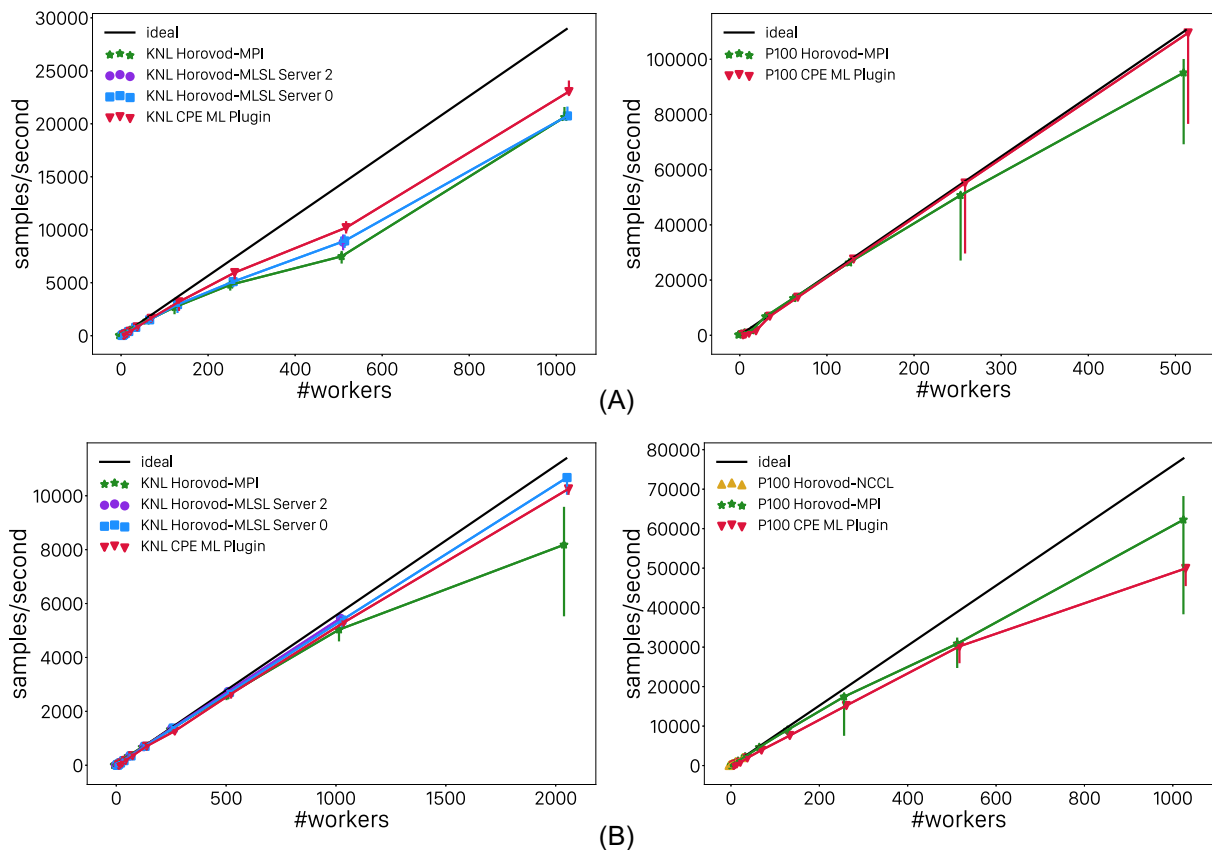 ideal
KNL Horovod-MPI
KNL Horovod-MLSL Server 2
KNL Horovod-MLSL Server 0
KNL CPE ML Plugin
30000
25000
20000
15000
10000
5000
0
samples/second
0 200 400 600 800 1000
#workers
ideal
P100 Horovod-MPI
P100 CPE ML Plugin
100000
80000
60000
40000
20000
0
samples/second
0 100 200 300 400 500
#workers
(A)
ideal
KNL Horovod-MPI
KNL Horovod-MLSL Server 2
KNL Horovod-MLSL Server 0
KNL CPE ML Plugin
10000
8000
6000
4000
2000
0
samples/second
0 500 1000 1500 2000
#workers
ideal
P100 Horovod-NCCL
P100 Horovod-MPI
P100 CPE ML Plugin
80000
70000
60000
50000
40000
30000
20000
10000
0
samples/second
0 200 400 600 800 1000
#workers
(B)